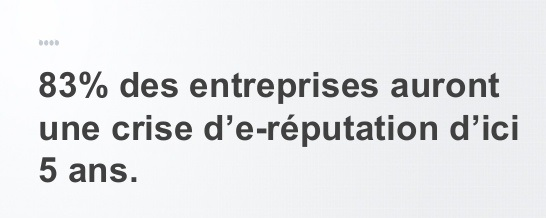 83% des entreprises auront
une crise d’e-réputation d’ici
5 ans.